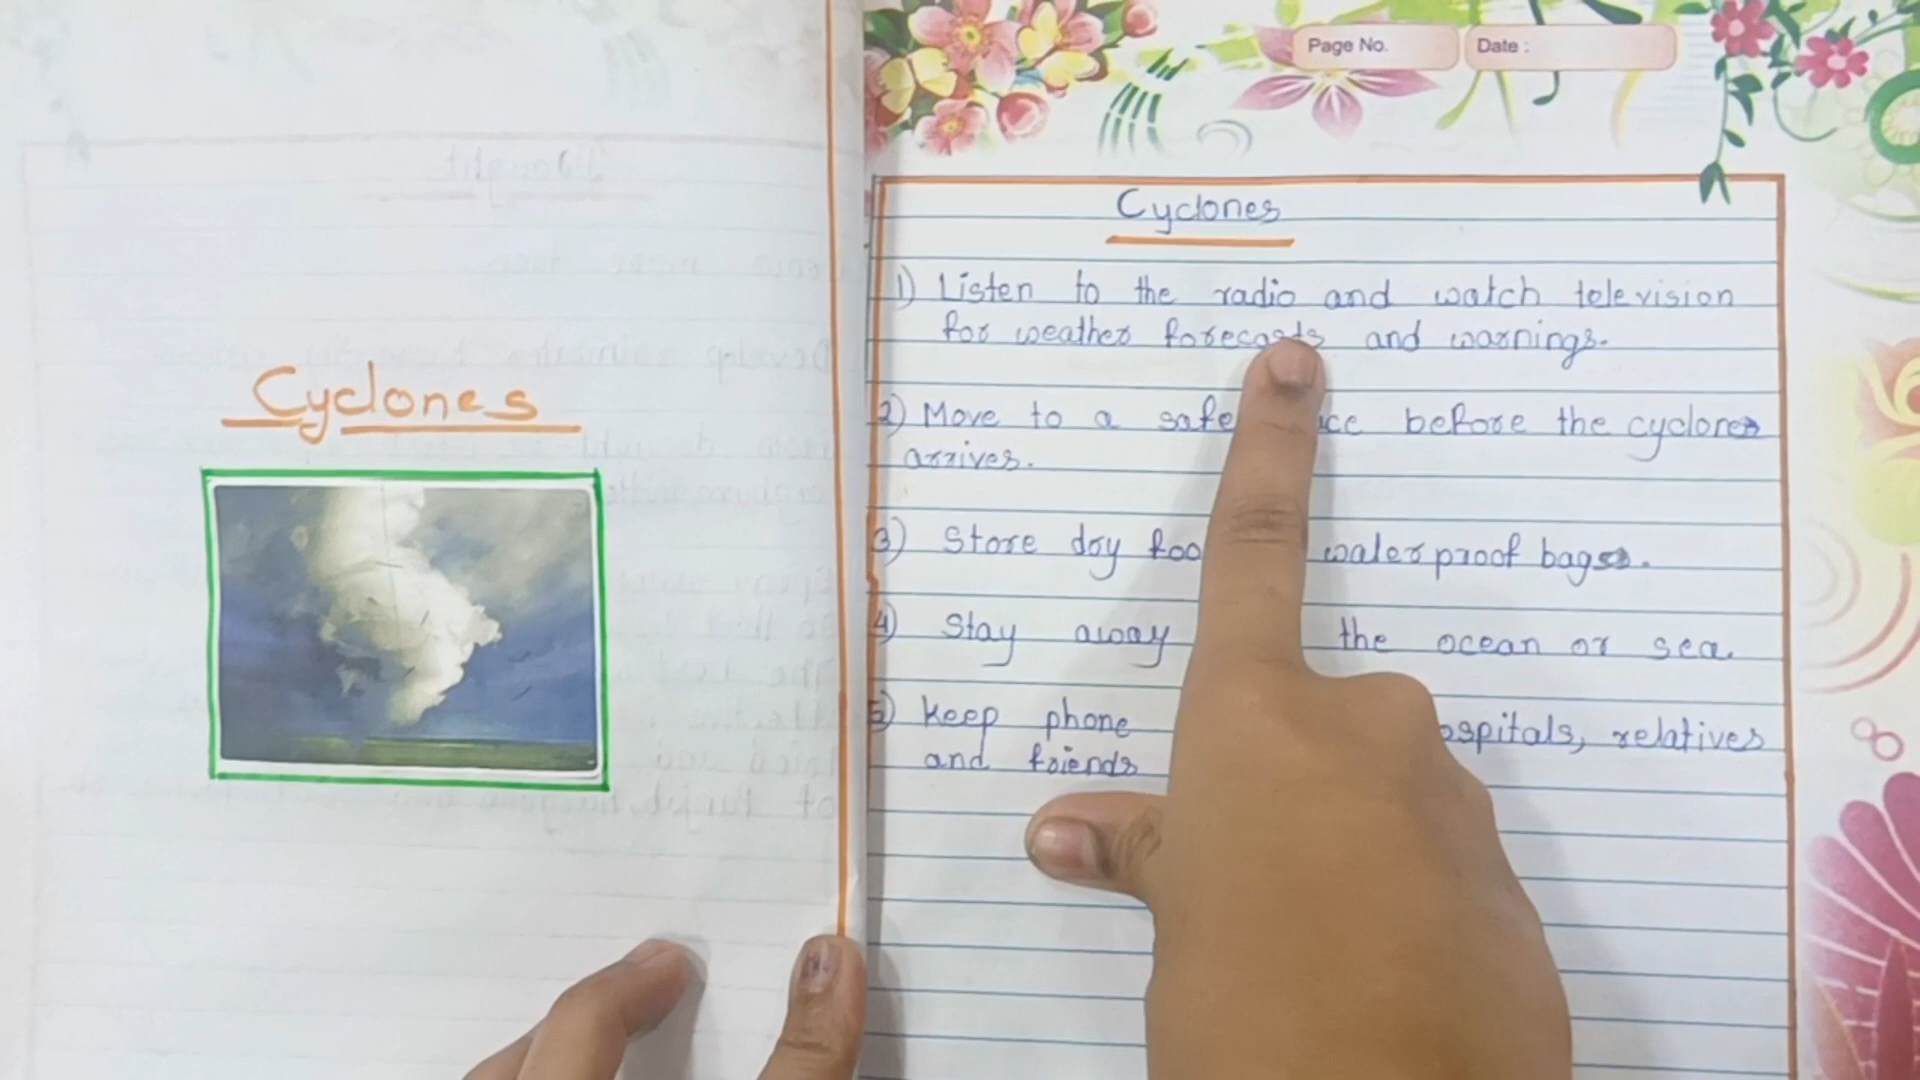 Cyclones
Page No.
Date :
Cyclones
1) Listen to the radio and watch television
for weather forecasts and warnings.
2) Move to a safe before the cyclones
arrives.
3) Store dry waterproof bags.
4) Stay away the ocean or sea.
5) Keep phone relatives
and friends